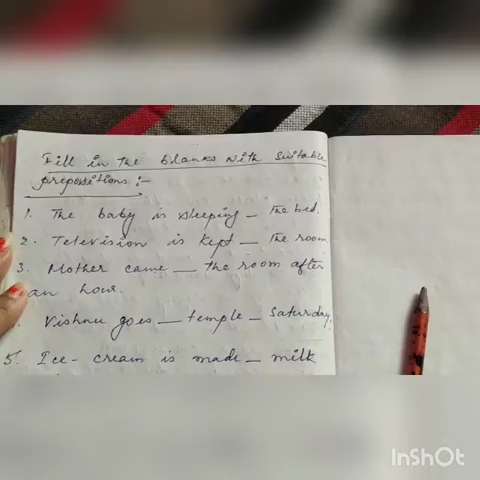 Fill in the blanks with suitable
prepositions :-
1. The baby is sleeping _ the bed.
2. Television is kept _ the room
3. Mother came _ the room after
an hour.
. Vishnu goes _ temple _ Saturday.
5. Ice-cream is made _ milk
InShOt